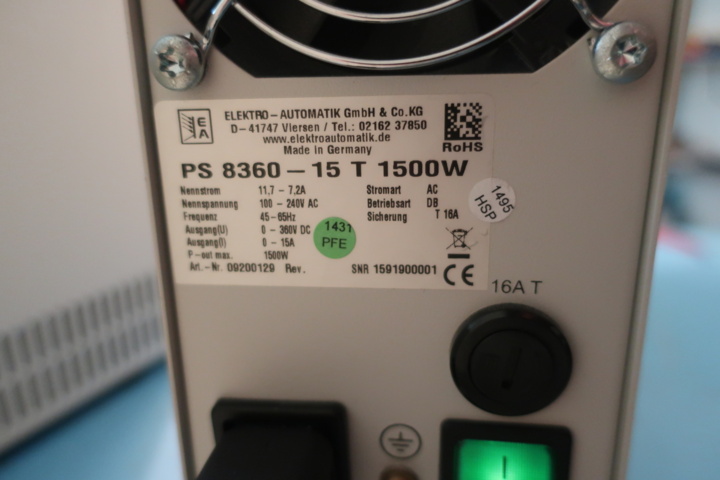 E
A
ELEKTRO-AUTOMATIK GmbH & Co.KG
D-41747 Viersen / Tel.: 02162 37850
www.elektroautomatik.de
Made in Germany
RoHS
PS 8360-15 T 1500W
Nennstrom 11,7-7,2A Stromart AC
Nennspannung 100-240V AC Betriebsart DB
Frequenz 45-65Hz Sicherung T 16A
Ausgang(U) 0-360V DC
Ausgang(I) 0-15A
P-out max. 1500W
Art.-Nr. 09200129 Rev. SNR 1591900001 CE
1431
PFE
1495
HSP
16A T
I